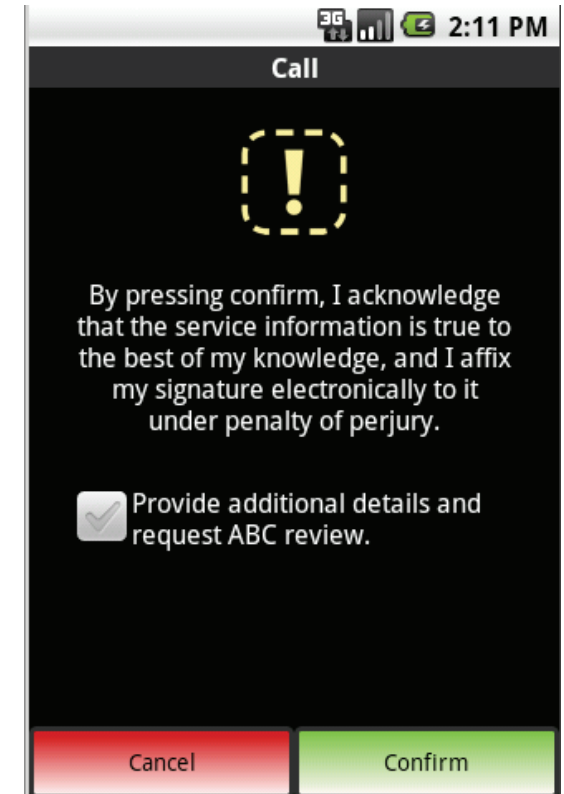 3G 2:11 PM
Call
!
By pressing confirm, I acknowledge
that the service information is true to
the best of my knowledge, and I affix
my signature electronically to it
under penalty of perjury.
Provide additional details and
request ABC review.
Cancel Confirm